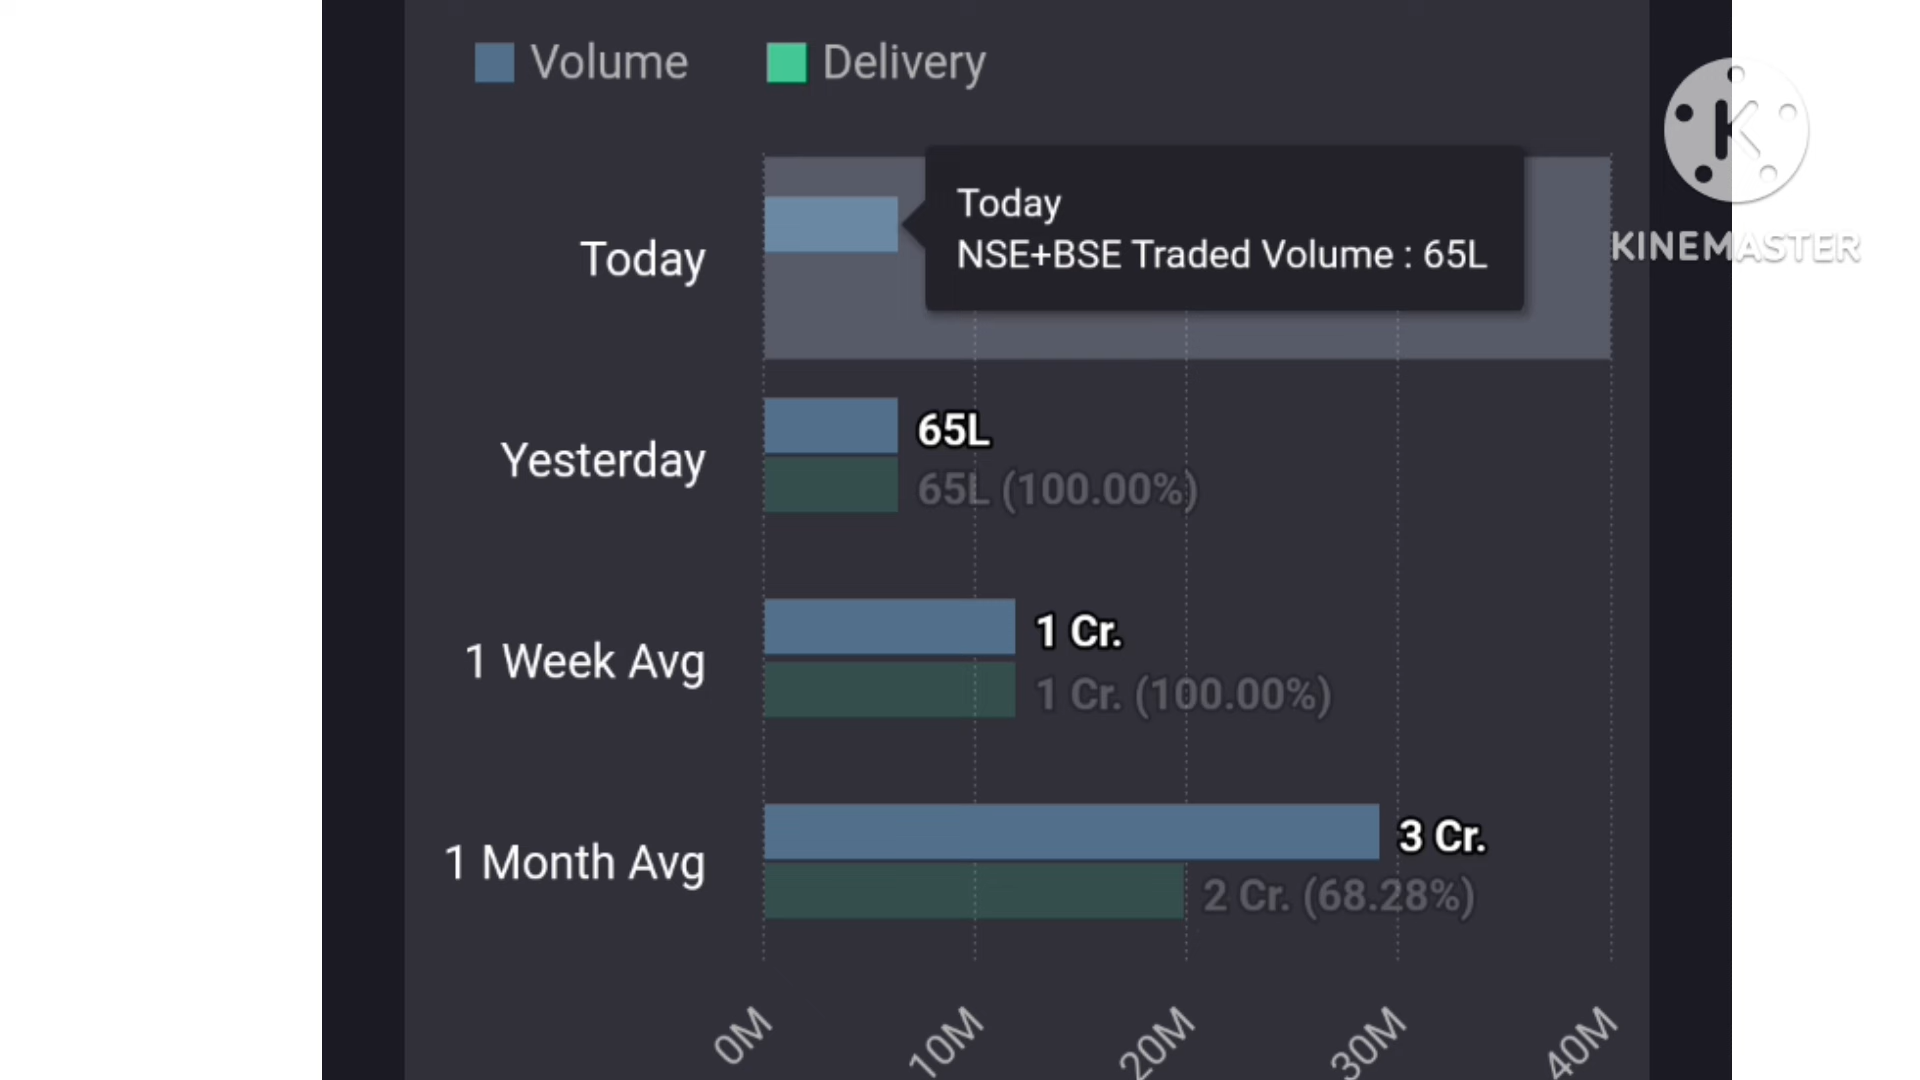 Volume Delivery
Today
NSE+BSE Traded Volume : 65L
KINEMASTER
Today
Yesterday
65L
65L (100.00%)
1 Week Avg
1 Cr.
1 Cr. (100.00%)
1 Month Avg
3 Cr.
2 Cr. (68.28%)
0M 10M 20M 30M 40M